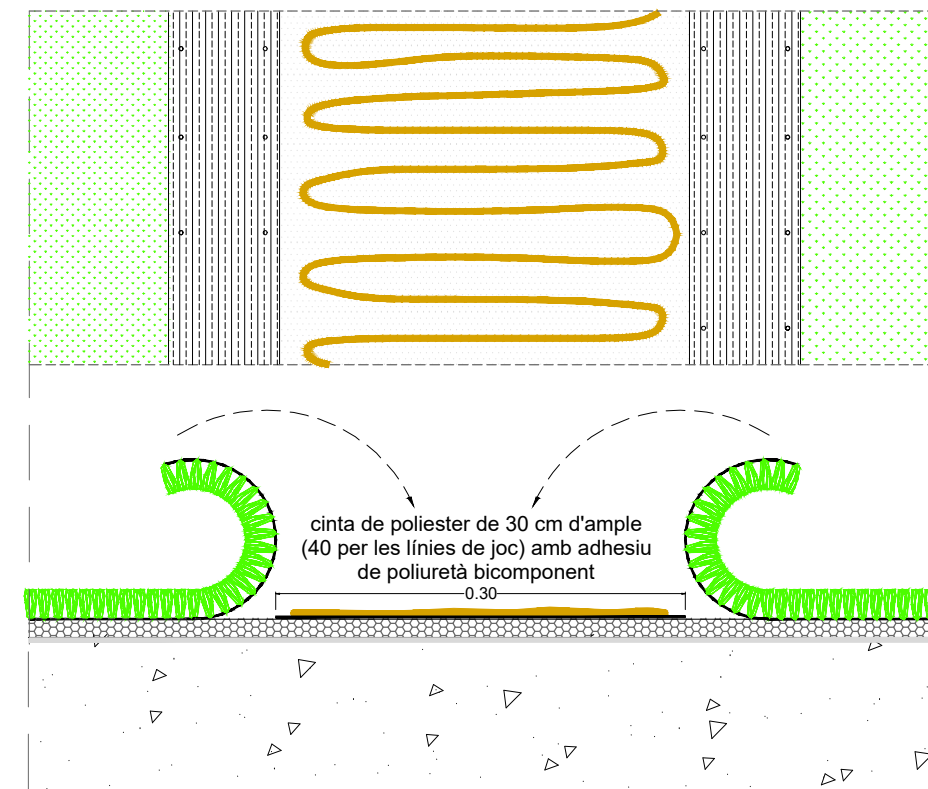 cinta de poliester de 30 cm d'ample
(40 per les línies de joc) amb adhesiu
de poliuretà bicomponent
0.30